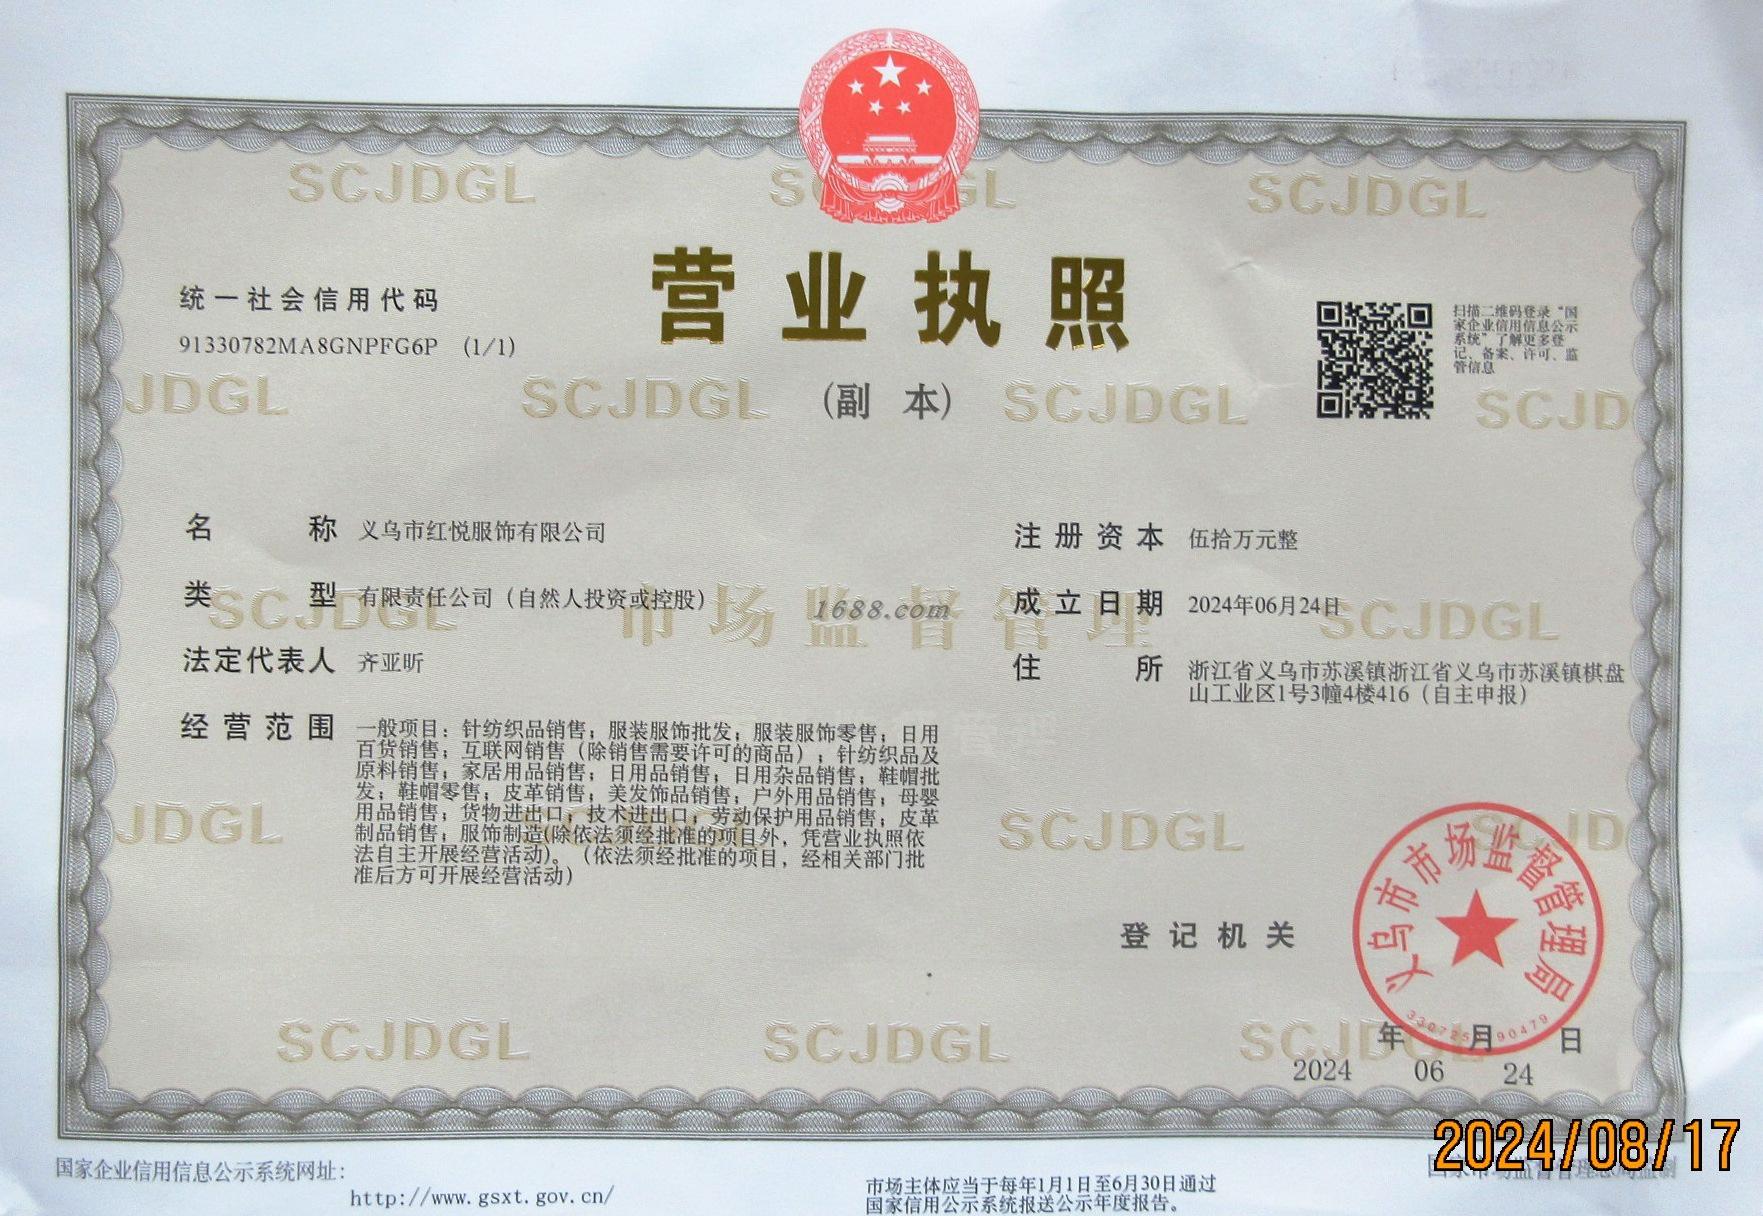 SCJDGL SCJDGL
营业执照
(副 本)
统一社会信用代码
91330782MA8GNPFG6P (1/1)
扫描二维码登录“国
家企业信用信息公示
系统”了解更多登
记、备案、许可、监
管信息
JDGL SCJDGL SCJDGL SCJD
名称 义乌市红悦服饰有限公司
类型 有限责任公司（自然人投资或控股）
法定代表人 齐亚昕
经营范围 一般项目：针纺织品销售；服装服饰批发；服装服饰零售；日用
百货销售；互联网销售（除销售需要许可的商品）；针纺织品及
原料销售；家居用品销售；日用品销售；日用杂品销售；鞋帽批
发；鞋帽零售；皮革销售；美发饰品销售；户外用品销售；母婴
用品销售；货物进出口；技术进出口；劳动保护用品销售；皮革
制品销售；服饰制造(除依法须经批准的项目外，凭营业执照依
法自主开展经营活动)。（依法须经批准的项目，经相关部门批
准后方可开展经营活动）
注册资本 伍拾万元整
成立日期 2024年06月24日
住所 浙江省义乌市苏溪镇浙江省义乌市苏溪镇棋盘
山工业区1号3幢4楼416（自主申报）
SCJDGL 市场监督管理 SCJDGL
1688.com
JDGL SCJDGL
登记机关
义乌市市场监督管理局
年 月 日
2024 06 24
SCJDGL SCJDGL
国家企业信用信息公示系统网址：
http://www.gsxt.gov.cn/
市场主体应当于每年1月1日至6月30日通过
国家信用公示系统报送公示年度报告。
2024/08/17